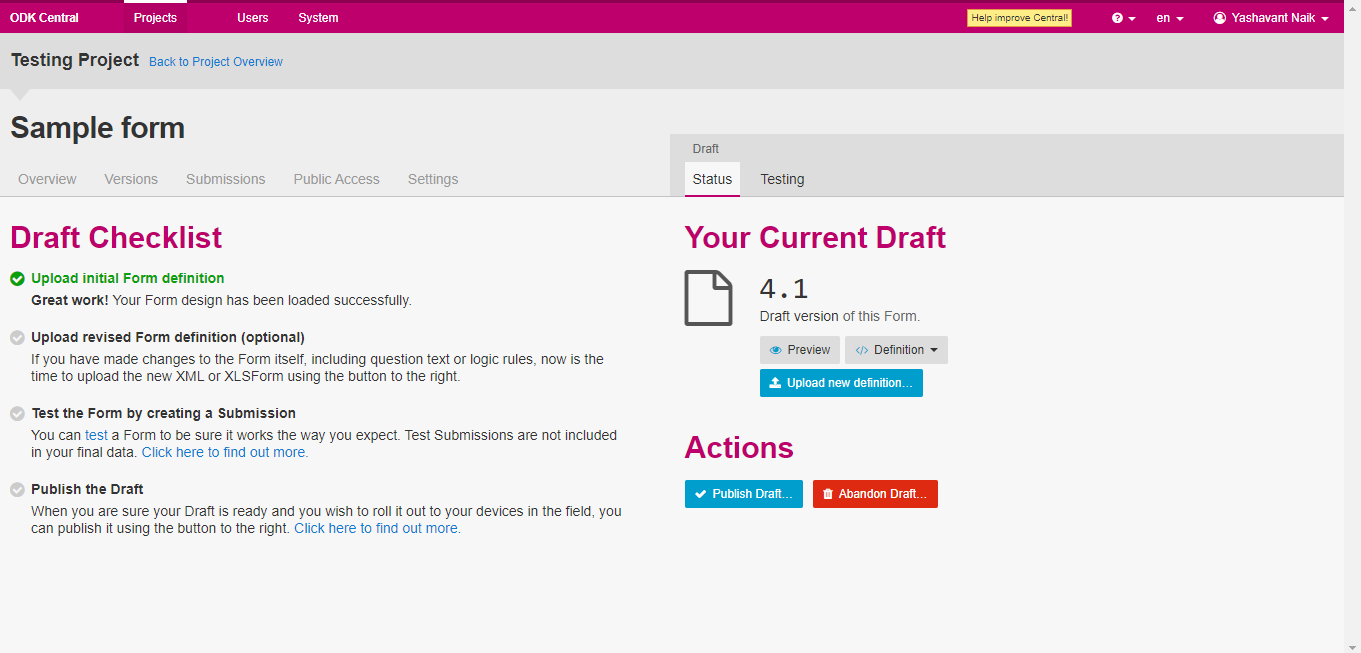 ODK Central Projects Users System Help improve Central! en Yashavant Naik
Testing Project Back to Project Overview
Sample form
Overview Versions Submissions Public Access Settings
Draft
Status Testing
Draft Checklist
Upload initial Form definition
Great work! Your Form design has been loaded successfully.
Upload revised Form definition (optional)
If you have made changes to the Form itself, including question text or logic rules, now is the
time to upload the new XML or XLSForm using the button to the right.
Test the Form by creating a Submission
You can test a Form to be sure it works the way you expect. Test Submissions are not included
in your final data. Click here to find out more.
Publish the Draft
When you are sure your Draft is ready and you wish to roll it out to your devices in the field, you
can publish it using the button to the right. Click here to find out more.
Your Current Draft
4.1
Draft version of this Form.
Preview </> Definition
Upload new definition...
Actions
Publish Draft... Abandon Draft...